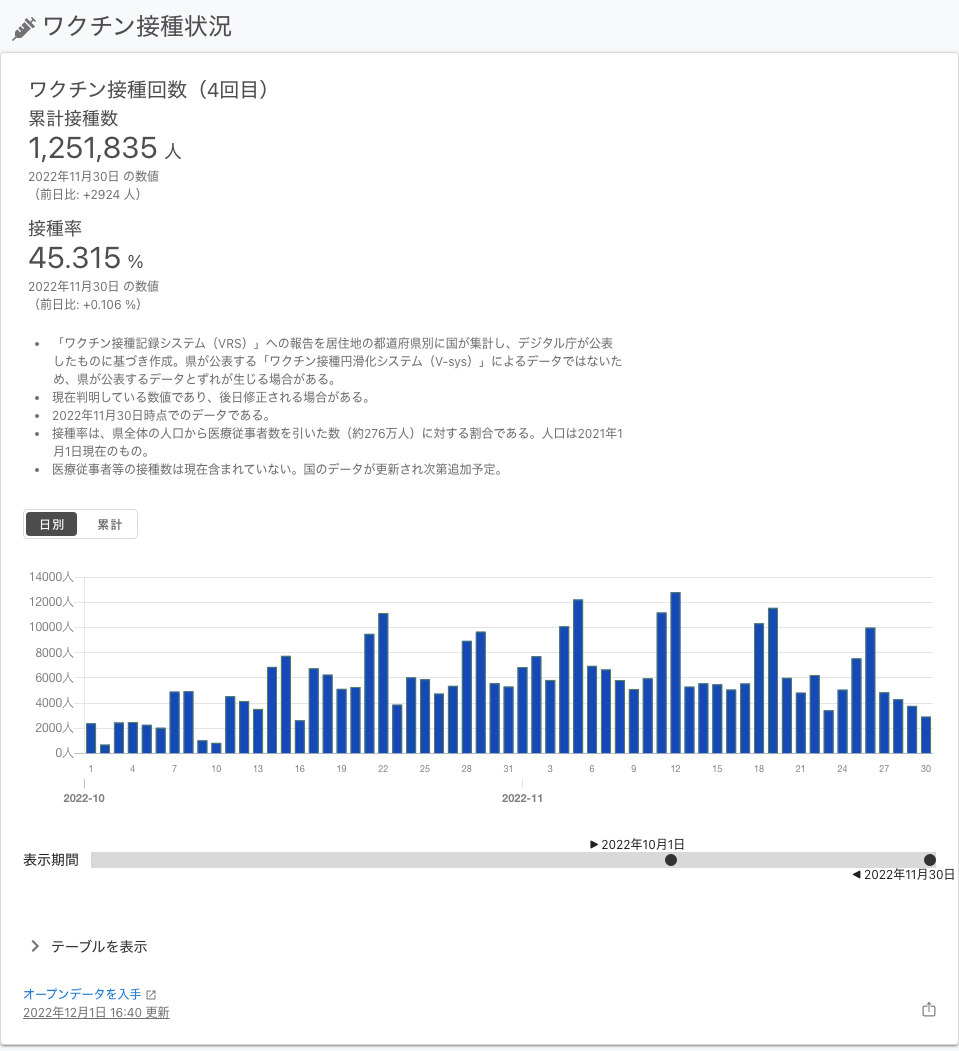 ワクチン接種状況
ワクチン接種回数（4回目）
累計接種数
1,251,835 人
2022年11月30日 の数値
（前日比: +2924 人）
接種率
45.315 %
2022年11月30日 の数値
（前日比: +0.106 %）
• 「ワクチン接種記録システム（VRS）」への報告を居住地の都道府県別に国が集計し、デジタル庁が公表
したものに基づき作成。県が公表する「ワクチン接種円滑化システム（V-sys）」によるデータではないた
め、県が公表するデータとずれが生じる場合がある。
• 現在判明している数値であり、後日修正される場合がある。
• 2022年11月30日時点でのデータである。
• 接種率は、県全体の人口から医療従事者数を引いた数（約276万人）に対する割合である。人口は2021年1
月1日現在のもの。
• 医療従事者等の接種数は現在含まれていない。国のデータが更新され次第追加予定。
日別 累計
14000人
12000人
10000人
8000人
6000人
4000人
2000人
0人
1 4 7 10 13 16 19 22 25 28 31 3 6 9 12 15 18 21 24 27 30
2022-10 2022-11
▶ 2022年10月1日
表示期間
◀ 2022年11月30日
テーブルを表示
オープンデータを入手
2022年12月1日 16:40 更新